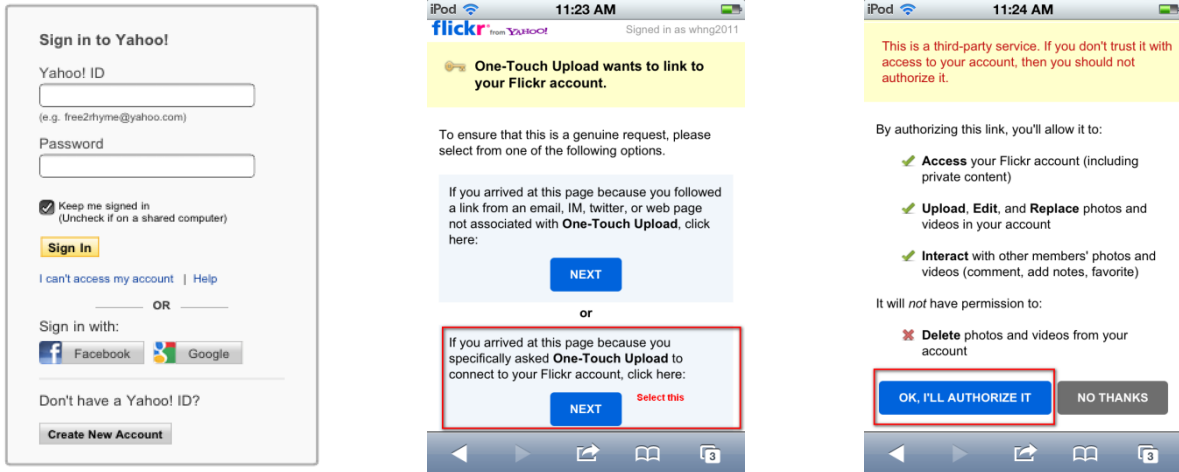 Sign in to Yahoo!
Yahoo! ID
(e.g. free2rhyme@yahoo.com)
Password
Keep me signed in
(Uncheck if on a shared computer)
Sign In
I can't access my account | Help
OR
Sign in with:
Facebook
Google
Don't have a Yahoo! ID?
Create New Account
iPod 11:23 AM
flickr from YAHOO! Signed in as whng2011
One-Touch Upload wants to link to
your Flickr account.
To ensure that this is a genuine request, please
select from one of the following options.
If you arrived at this page because you followed
a link from an email, IM, twitter, or web page
not associated with One-Touch Upload, click
here:
NEXT
or
If you arrived at this page because you
specifically asked One-Touch Upload to
connect to your Flickr account, click here:
Select this
NEXT
3
iPod 11:24 AM
This is a third-party service. If you don't trust it with
access to your account, then you should not
authorize it.
By authorizing this link, you'll allow it to:
Access your Flickr account (including
private content)
Upload, Edit, and Replace photos and
videos in your account
Interact with other members' photos and
videos (comment, add notes, favorite)
It will not have permission to:
Delete photos and videos from your
account
OK, I'LL AUTHORIZE IT
NO THANKS
3